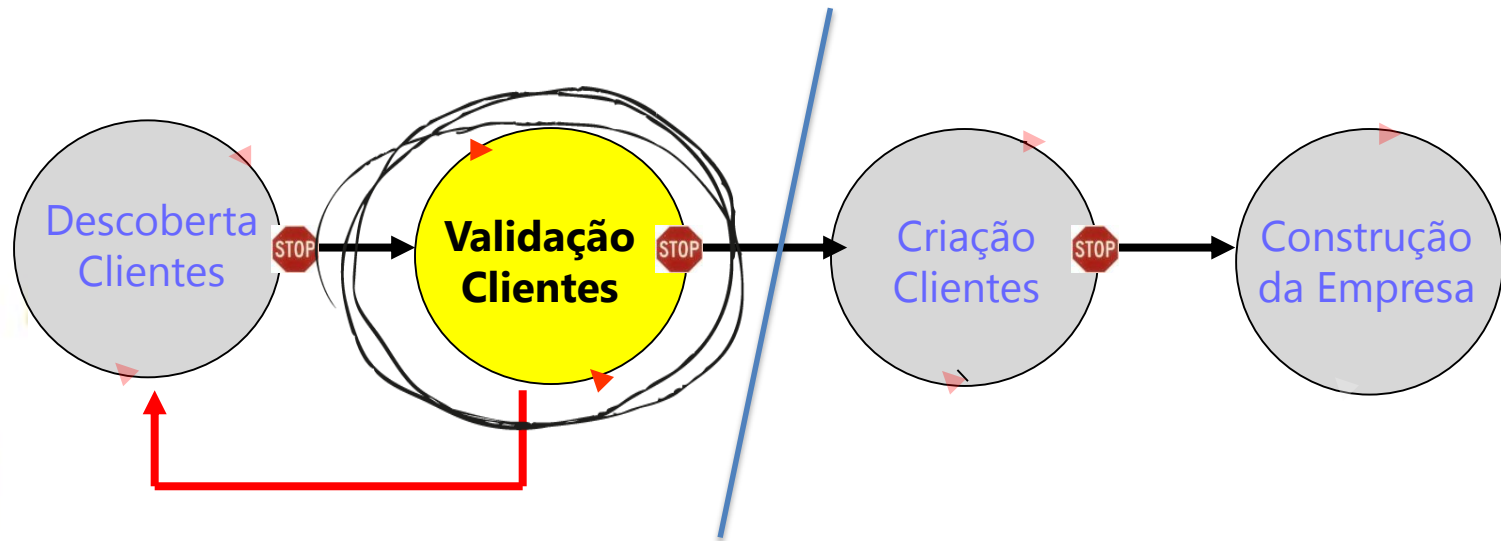 Descoberta
Clientes
STOP
Validação
Clientes
STOP
Criação
Clientes
STOP
Construção
da Empresa